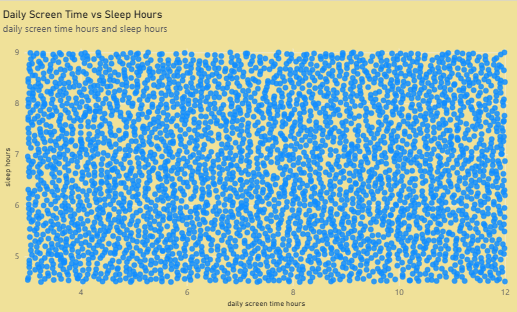 Daily Screen Time vs Sleep Hours
daily screen time hours and sleep hours
9
8
7
6
5
sleep hours
4
6
8
10
12
daily screen time hours